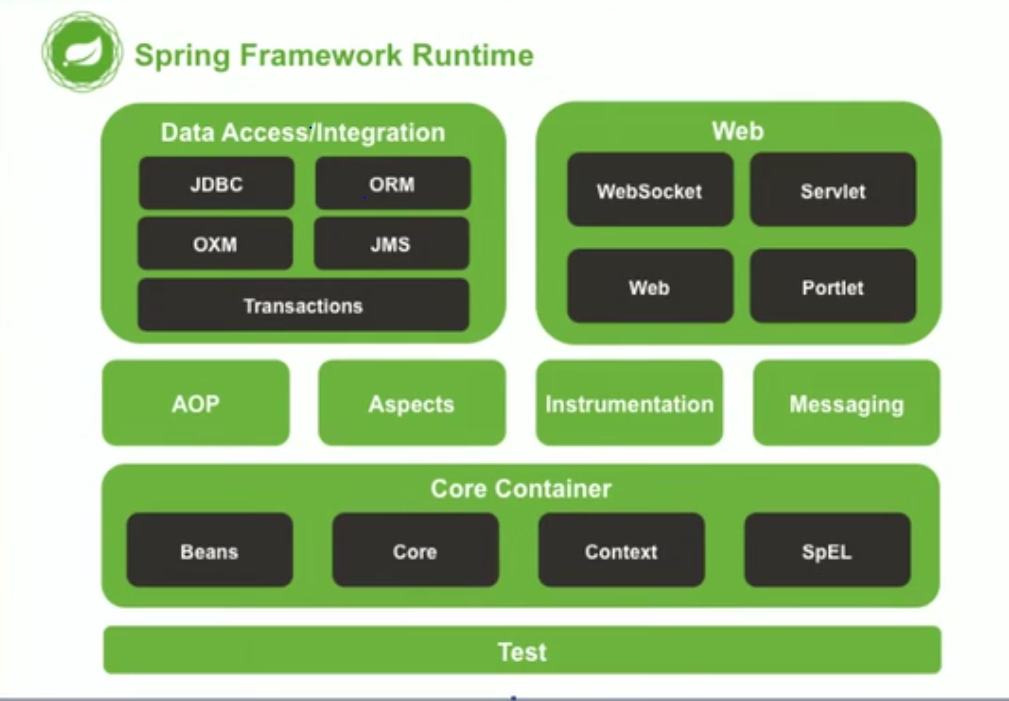 Spring Framework Runtime
Data Access/Integration
JDBC
ORM
OXM
JMS
Transactions
Web
WebSocket
Servlet
Web
Portlet
AOP
Aspects
Instrumentation
Messaging
Core Container
Beans
Core
Context
SpEL
Test